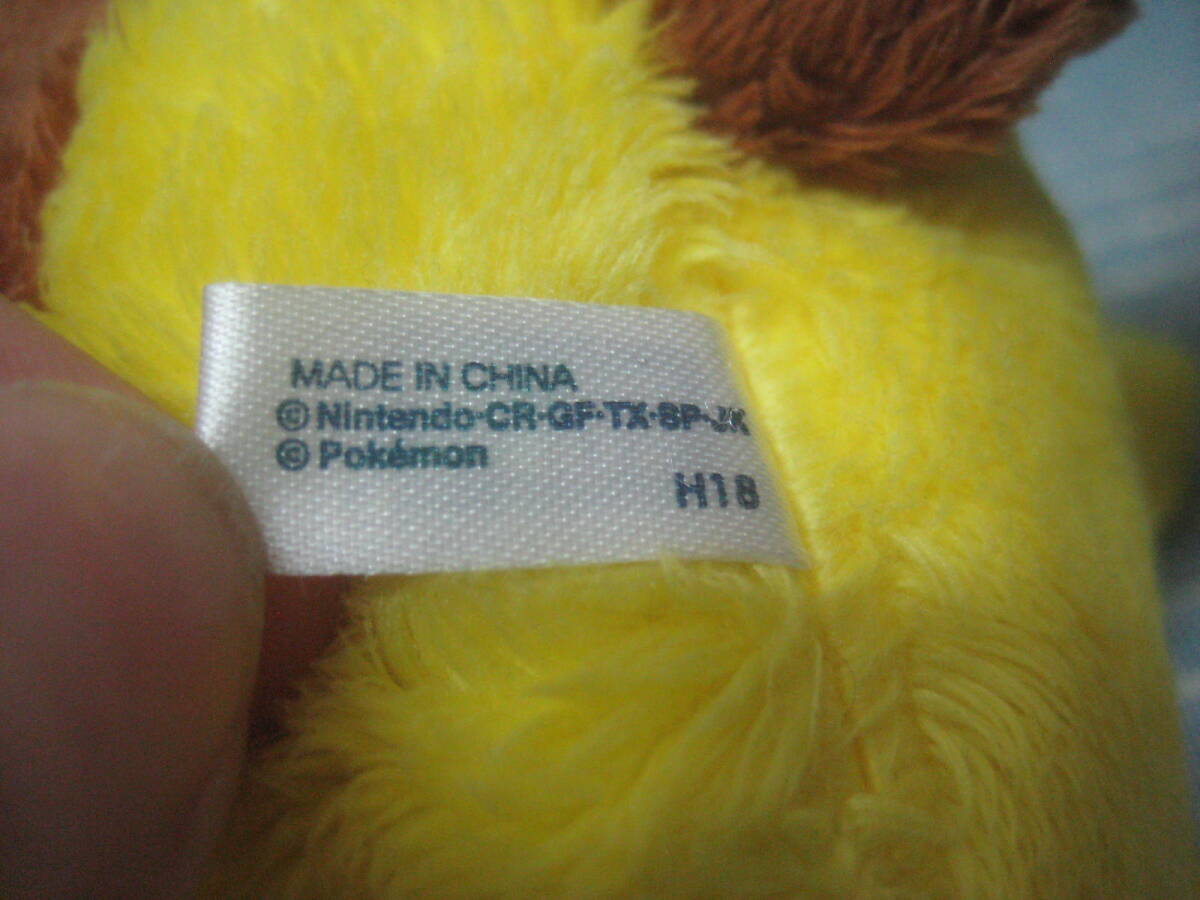 MADE IN CHINA
© Nintendo·CR·GF·TX·SP·JK
© Pokémon
H18